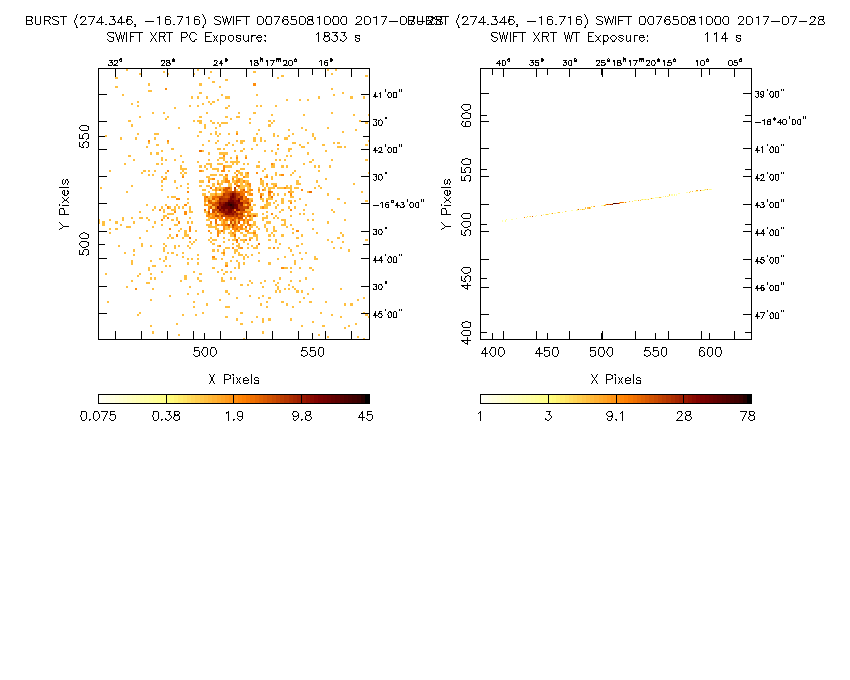 BURST (274.346, -16.716) SWIFT 00765081000 2017-07-28
SWIFT XRT PC Exposure: 1833 s
32ˢ 28ˢ 24ˢ 18ʰ17ᵐ20ˢ 16ˢ
41'00"
30"
42'00"
30"
-16°43'00"
30"
44'00"
30"
45'00"
550
500
Y Pixels
500 550
X Pixels
0.075 0.38 1.9 9.8 45
BURST (274.346, -16.716) SWIFT 00765081000 2017-07-28
SWIFT XRT WT Exposure: 114 s
40ˢ 35ˢ 30ˢ 25ˢ 18ʰ17ᵐ20ˢ 15ˢ 10ˢ 05ˢ
39'00"
-16°40'00"
41'00"
42'00"
43'00"
44'00"
45'00"
46'00"
47'00"
600
550
500
450
400
Y Pixels
400 450 500 550 600
X Pixels
1 3 9.1 28 78